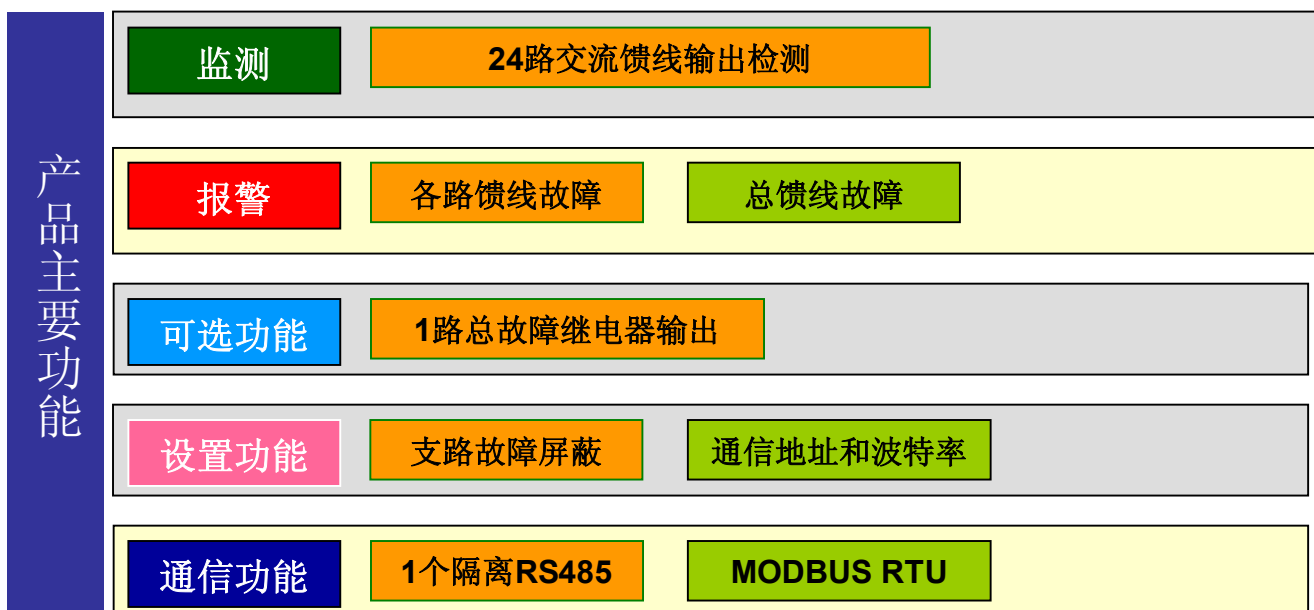 产品主要功能
监测
24路交流馈线输出检测
报警
各路馈线故障
总馈线故障
可选功能
1路总故障继电器输出
设置功能
支路故障屏蔽
通信地址和波特率
通信功能
1个隔离RS485
MODBUS RTU